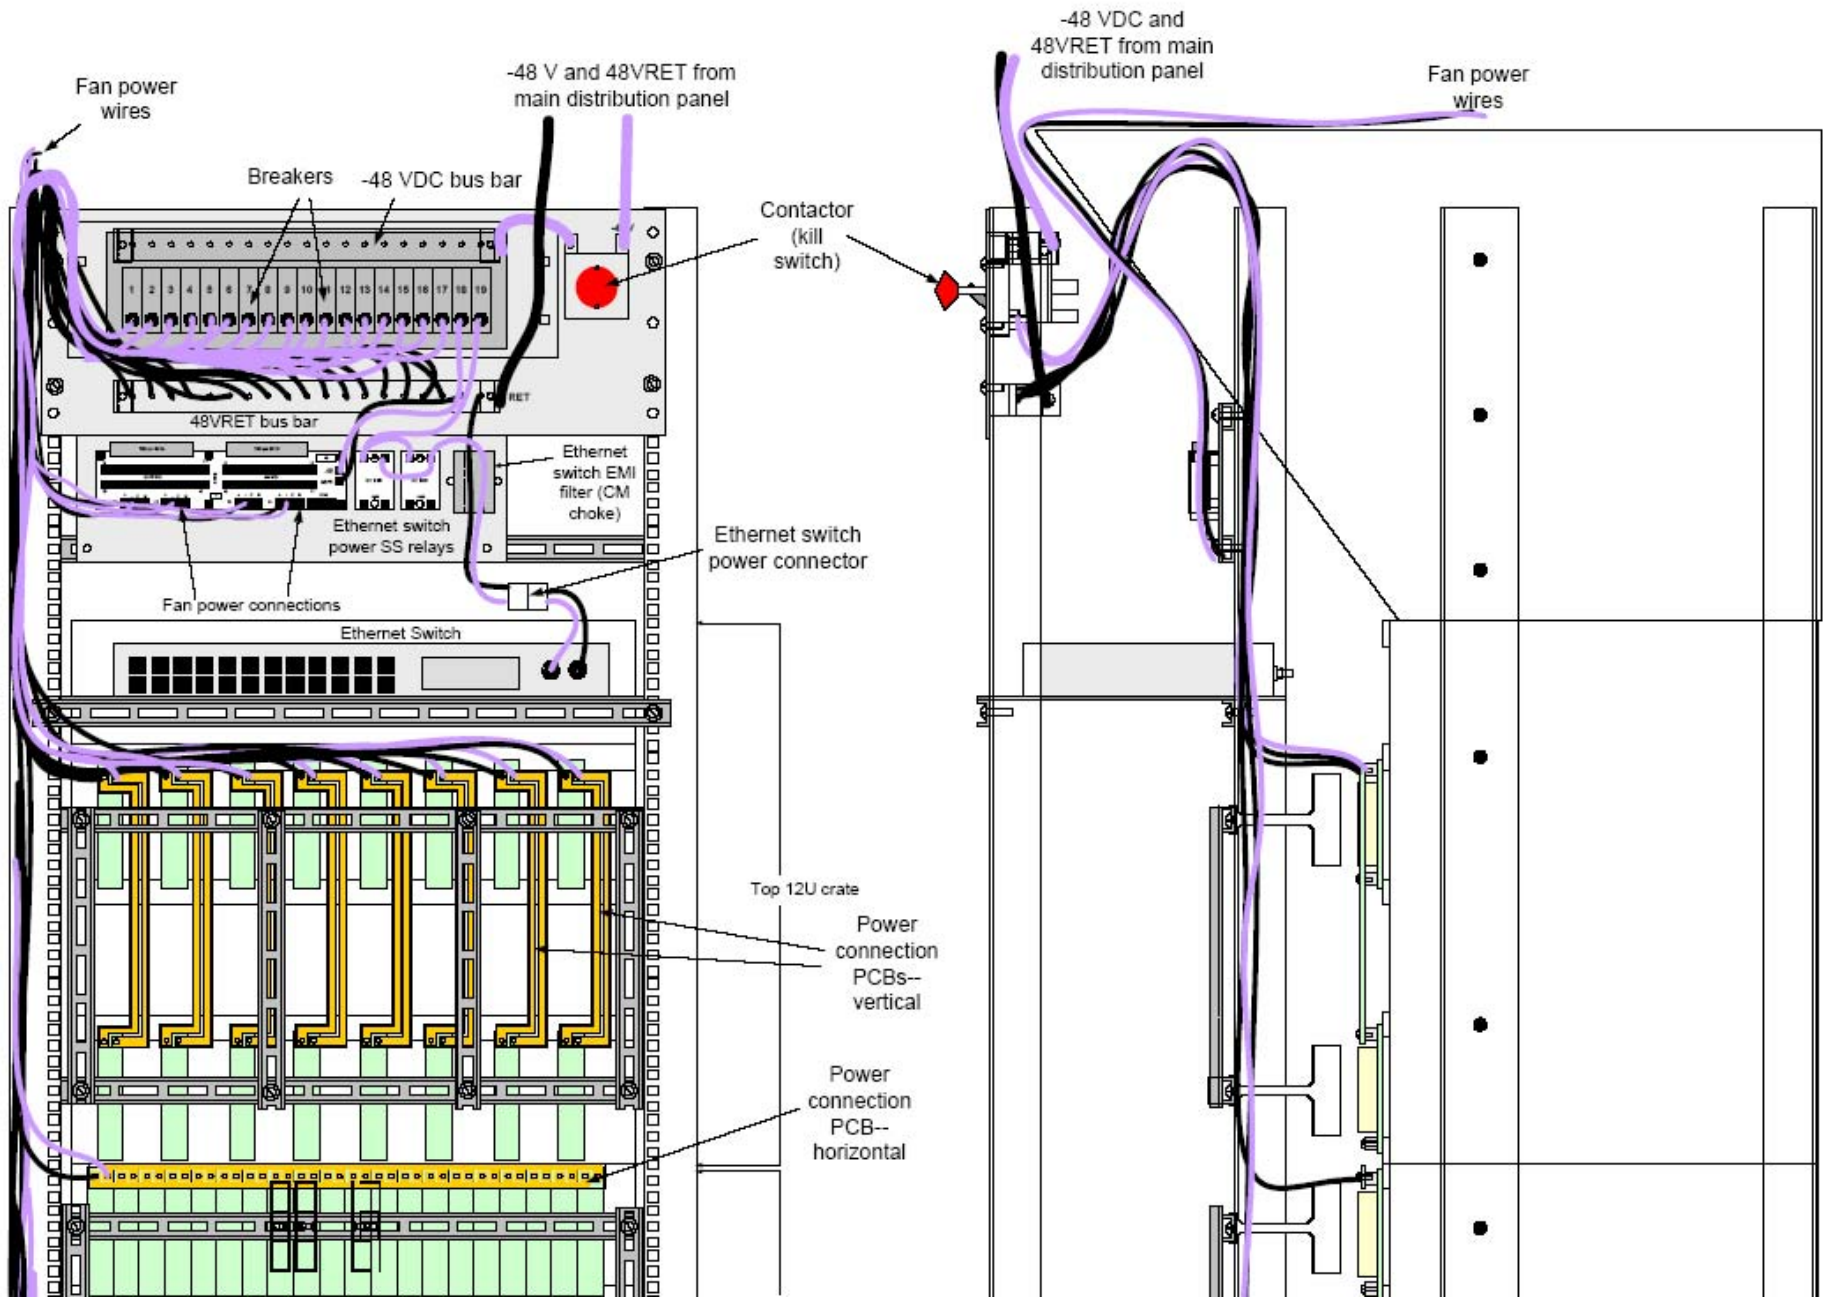 -48 VDC and
48VRET from main
distribution panel
-48 V and 48VRET from
main distribution panel
Fan power
wires
Fan power
wires
Breakers
-48 VDC bus bar
Contactor
(kill
switch)
1 2 3 4 5 6 7 8 9 10 11 12 13 14 15 16 17 18 19
RET
48VRET bus bar
Ethernet
switch EMI
filter (CM
choke)
Ethernet switch
power SS relays
Ethernet switch
power connector
Fan power connections
Ethernet Switch
Top 12U crate
Power
connection
PCBs--
vertical
Power
connection
PCB--
horizontal